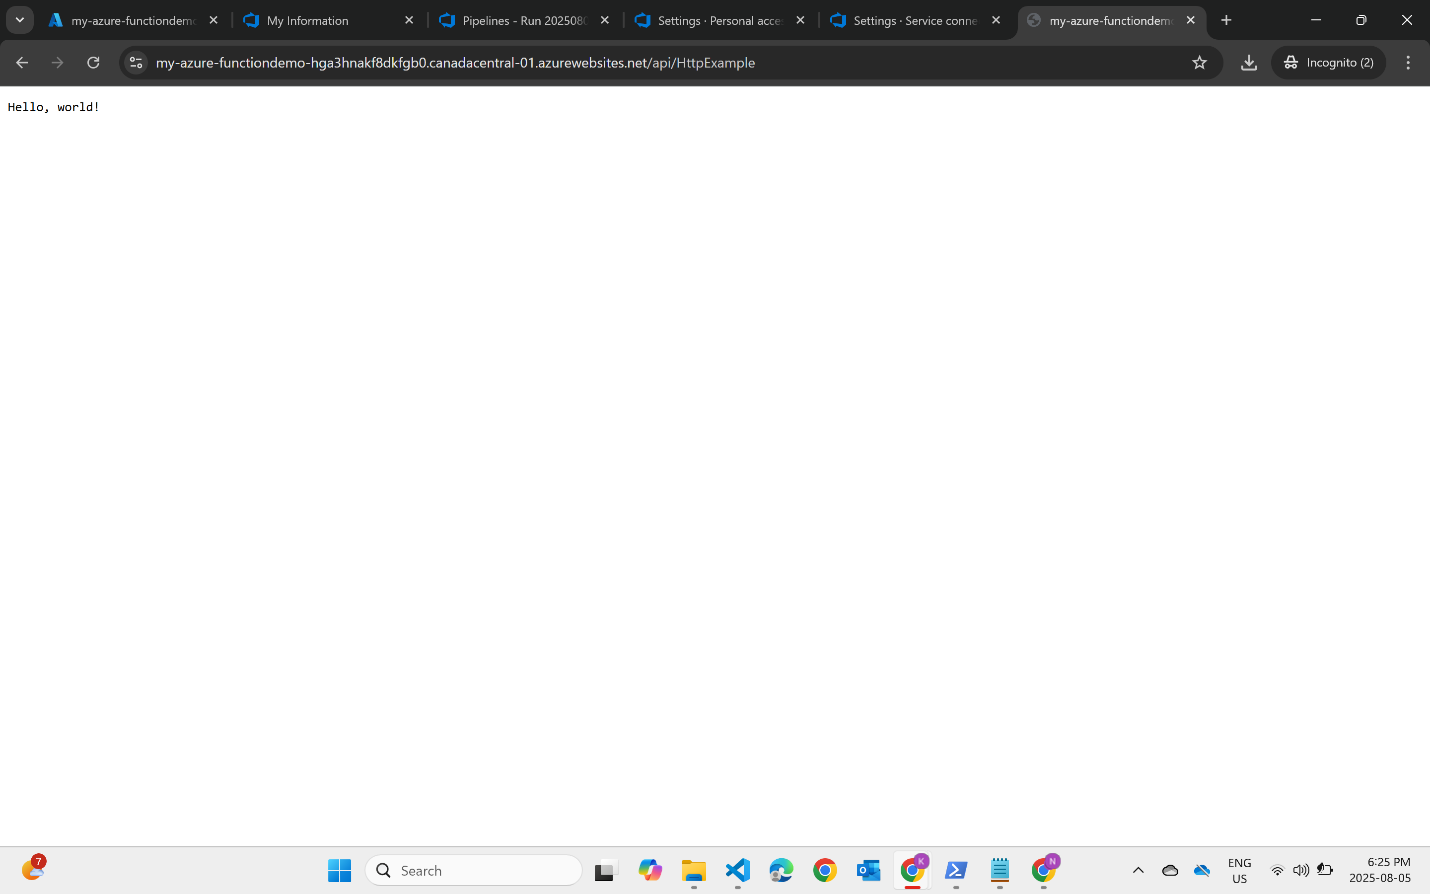 my-azure-functiondemo
My Information
Pipelines - Run 202508
Settings · Personal acce
Settings · Service conne
my-azure-functiondem
my-azure-functiondemo-hga3hnakf8dkfgb0.canadacentral-01.azurewebsites.net/api/HttpExample
Incognito (2)
Hello, world!
7
Search
K
N
ENG
US
6:25 PM
2025-08-05